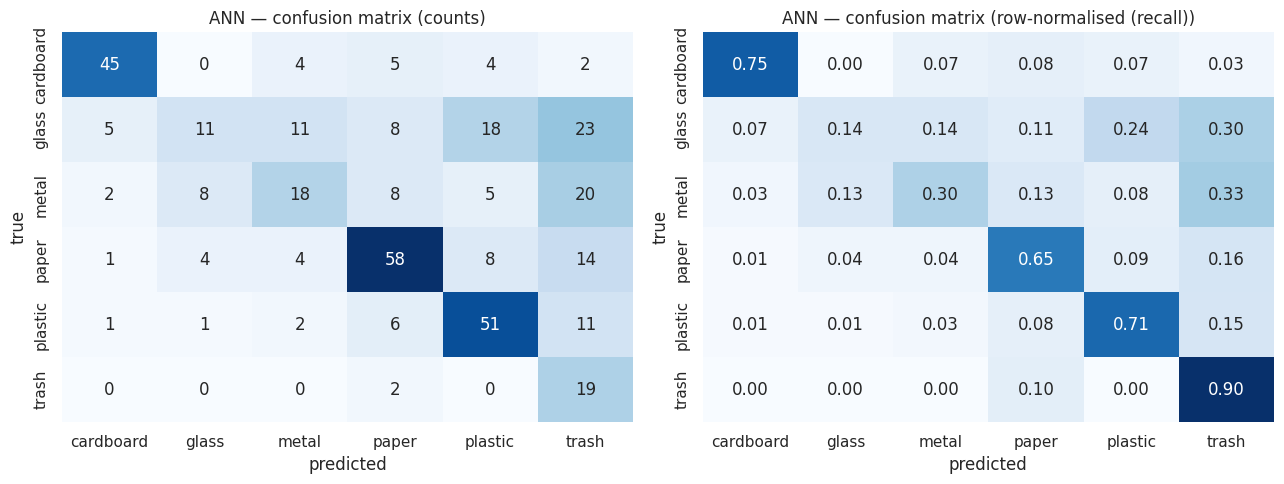 ANN — confusion matrix (counts)
true
cardboard 45 0 4 5 4 2
glass 5 11 11 8 18 23
metal 2 8 18 8 5 20
paper 1 4 4 58 8 14
plastic 1 1 2 6 51 11
trash 0 0 0 2 0 19
cardboard glass metal paper plastic trash
predicted
ANN — confusion matrix (row-normalised (recall))
true
cardboard 0.75 0.00 0.07 0.08 0.07 0.03
glass 0.07 0.14 0.14 0.11 0.24 0.30
metal 0.03 0.13 0.30 0.13 0.08 0.33
paper 0.01 0.04 0.04 0.65 0.09 0.16
plastic 0.01 0.01 0.03 0.08 0.71 0.15
trash 0.00 0.00 0.00 0.10 0.00 0.90
cardboard glass metal paper plastic trash
predicted